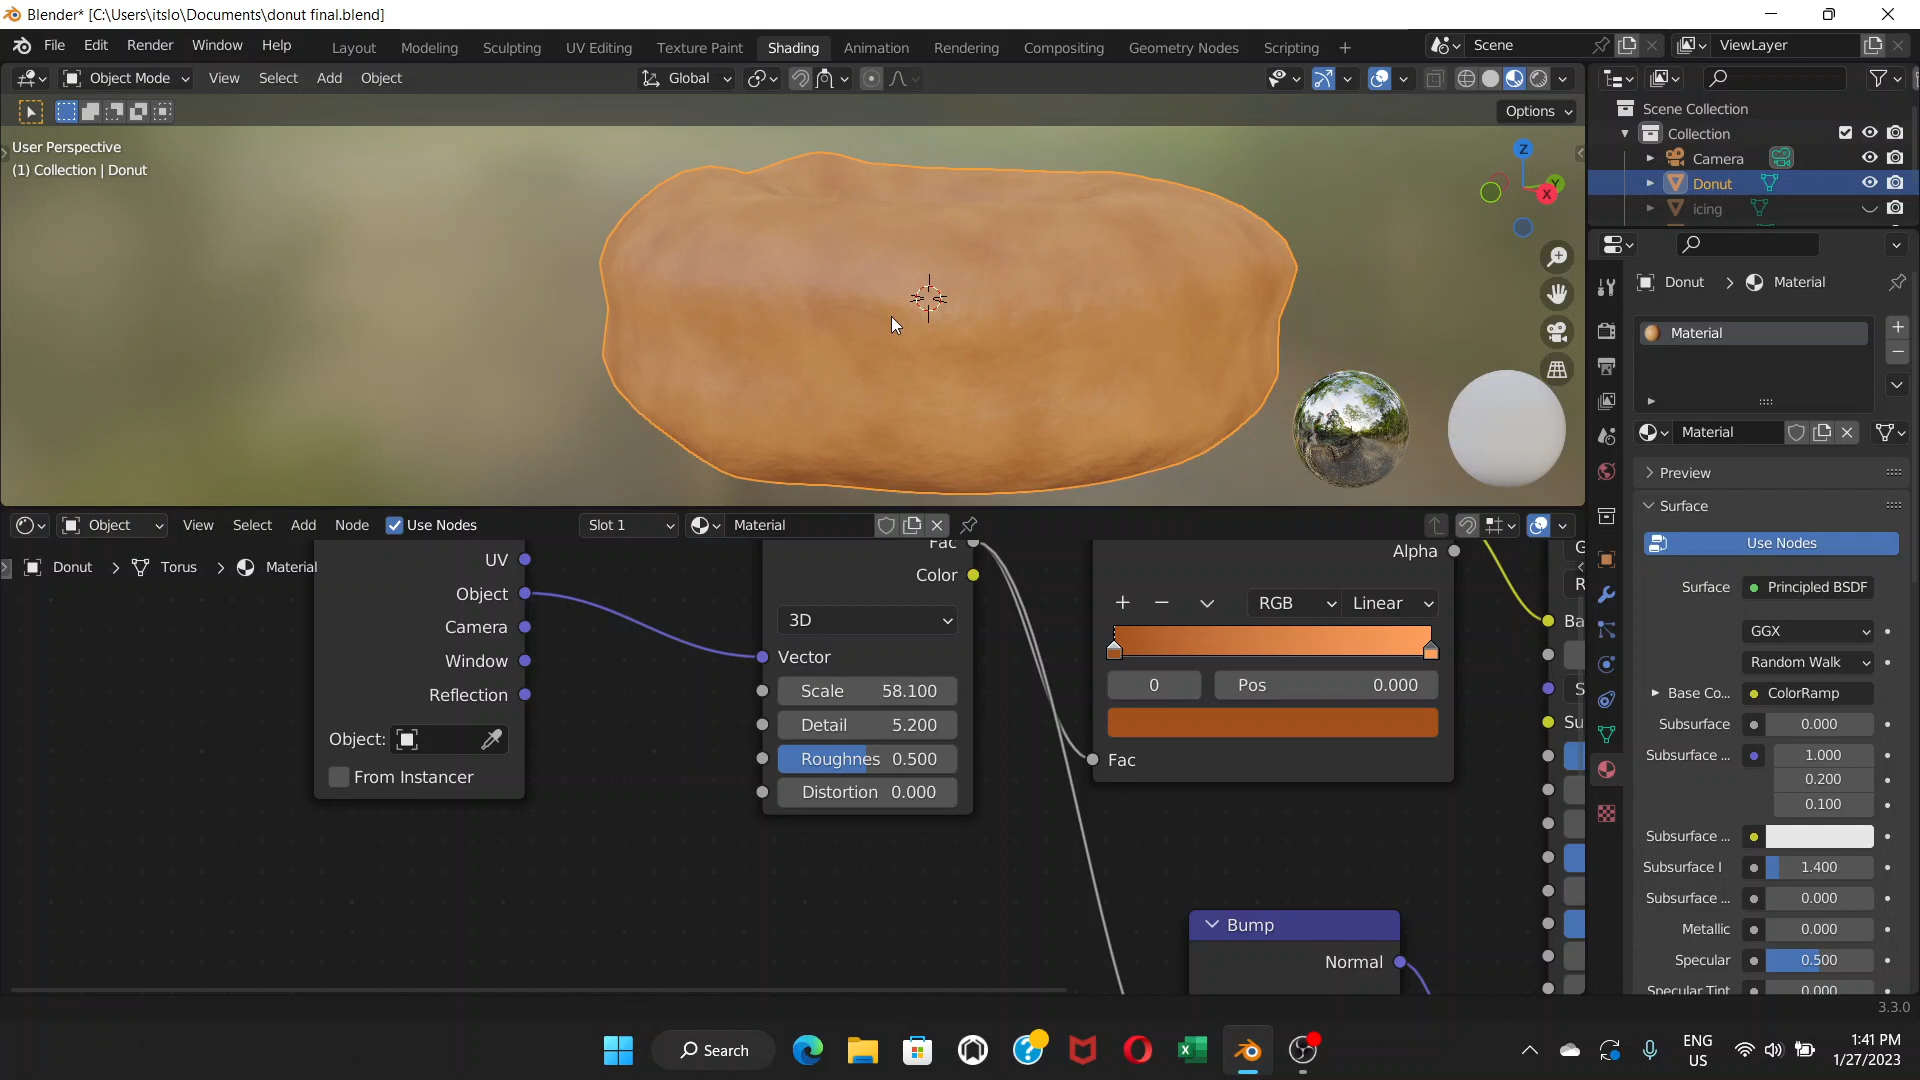 Blender* [C:\Users\itslo\Documents\donut final.blend]
File Edit Render Window Help Layout Modeling Sculpting UV Editing Texture Paint Shading Animation Rendering Compositing Geometry Nodes Scripting + Scene ViewLayer
Object Mode View Select Add Object Global
Options
User Perspective
(1) Collection | Donut
Z
Y
X
Scene Collection
Collection
Camera
Donut
icing
Donut > Material
Material
Material
Preview
Surface
Use Nodes
Surface Principled BSDF
GGX
Random Walk
Base Co... ColorRamp
Subsurface 0.000
Subsurface ... 1.000
0.200
0.100
Subsurface ...
Subsurface I 1.400
Subsurface ... 0.000
Metallic 0.000
Specular 0.500
Specular Tint 0.000
Object View Select Add Node Use Nodes Slot 1 Material
Donut > Torus > Material
UV
Object
Camera
Window
Reflection
Object:
From Instancer
Fac
Color
3D
Vector
Scale 58.100
Detail 5.200
Roughnes 0.500
Distortion 0.000
Alpha
+ − RGB Linear
0 Pos 0.000
Fac
Bump
Normal
G
R
Ba
S
Su
3.3.0
Search
ENG
US
1:41 PM
1/27/2023